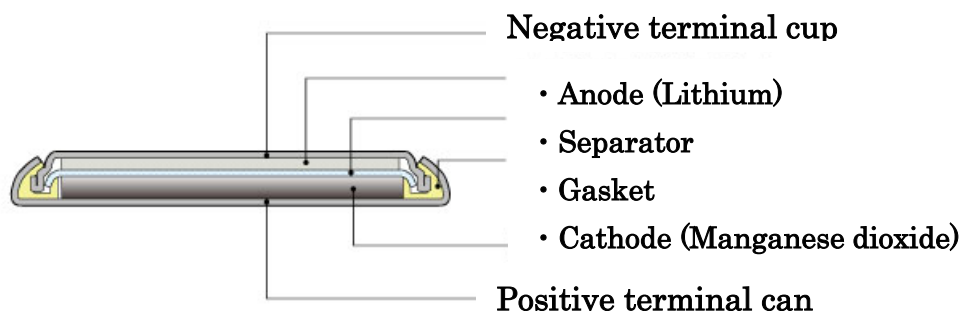 Negative terminal cup
・Anode (Lithium)
・Separator
・Gasket
・Cathode (Manganese dioxide)
Positive terminal can